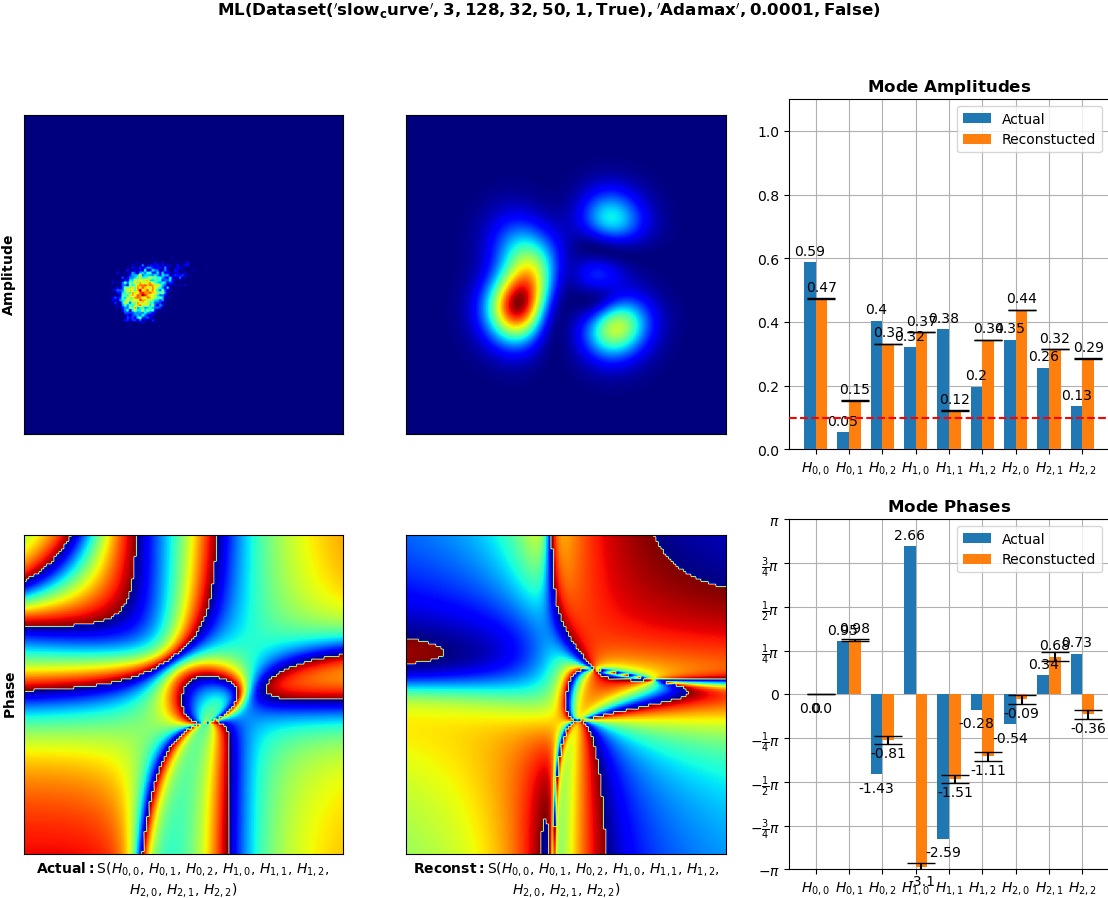 ML(Dataset('slow_curve', 3, 128, 32, 50, 1, True), 'Adamax', 0.0001, False)
Amplitude
Mode Amplitudes
Actual
Reconstucted
1.0
0.8
0.6
0.4
0.2
0.0
0.59
0.47
0.05
0.15
0.4
0.33
0.32
0.37
0.38
0.12
0.2
0.34
0.35
0.44
0.26
0.32
0.13
0.29
H0,0 H0,1 H0,2 H1,0 H1,1 H1,2 H2,0 H2,1 H2,2
Phase
Mode Phases
Actual
Reconstucted
π
3/4π
1/2π
1/4π
0
−1/4π
−1/2π
−3/4π
−π
0.0
0.0
0.95
0.98
-1.43
-0.81
2.66
-3.1
-2.59
-1.51
-0.28
-1.11
-0.54
-0.09
0.34
0.68
0.73
-0.36
H0,0 H0,1 H0,2 H1,0 H1,1 H1,2 H2,0 H2,1 H2,2
Actual: S(H0,0, H0,1, H0,2, H1,0, H1,1, H1,2,
H2,0, H2,1, H2,2)
Reconst: S(H0,0, H0,1, H0,2, H1,0, H1,1, H1,2,
H2,0, H2,1, H2,2)